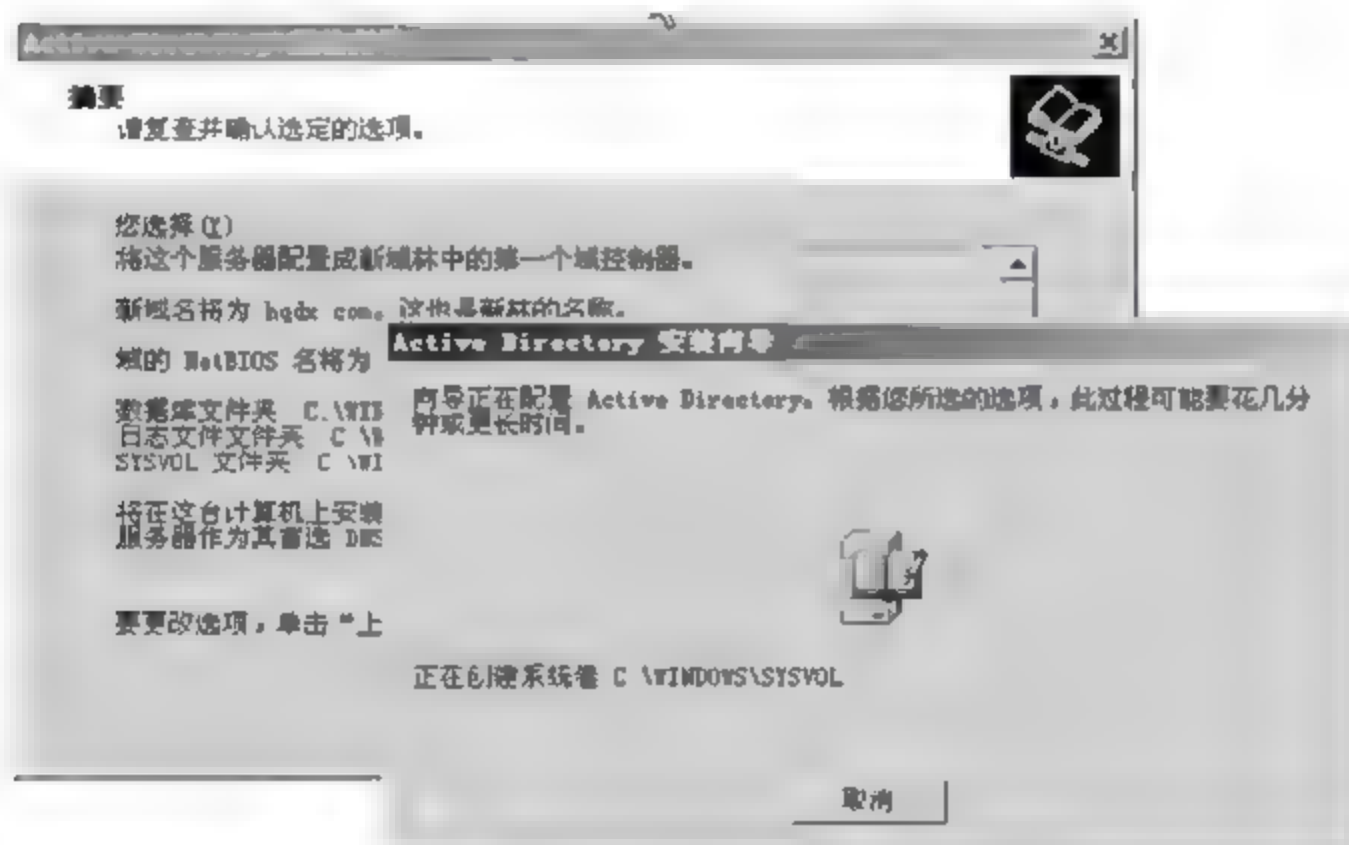 Active
摘要
请复查并确认选定的选项。
您选择(Y)
将这个服务器配置成新域林中的第一个域控制器。
新域名将为 hqdx com。这也是新林的名称。
域的 NetBIOS 名将为
数据库文件夹 C.\WIN
日志文件文件夹 C \W
SYSVOL 文件夹 C \WI
将在这台计算机上安装
服务器作为其首选 DNS
要更改选项，单击“上
Active Directory 安装向导
向导正在配置 Active Directory。根据您所选的选项，此过程可能要花几分
钟或更长时间。
正在创建系统卷 C \WINDOWS\SYSVOL
取消